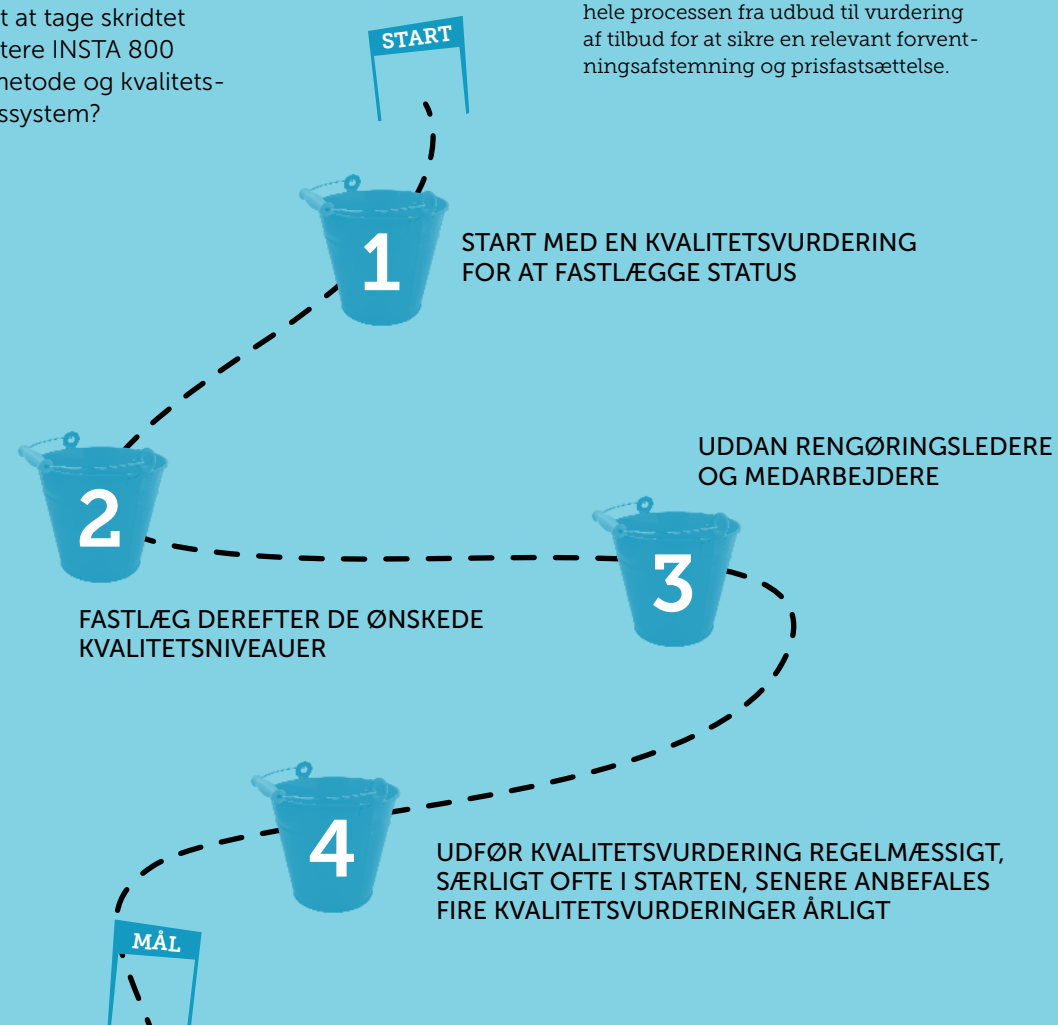 t at tage skridtet
tere INSTA 800
netode og kvalitets-
ssystem?
hele processen fra udbud til vurdering
af tilbud for at sikre en relevant forvent-
ningsafstemning og prisfastsættelse.
START
1
START MED EN KVALITETSVURDERING
FOR AT FASTLÆGGE STATUS
2
FASTLÆG DEREFTER DE ØNSKEDE
KVALITETSNIVEAUER
UDDAN RENGØRINGSLEDERE
OG MEDARBEJDERE
3
4
UDFØR KVALITETSVURDERING REGELMÆSSIGT,
SÆRLIGT OFTE I STARTEN, SENERE ANBEFALES
FIRE KVALITETSVURDERINGER ÅRLIGT
MÅL